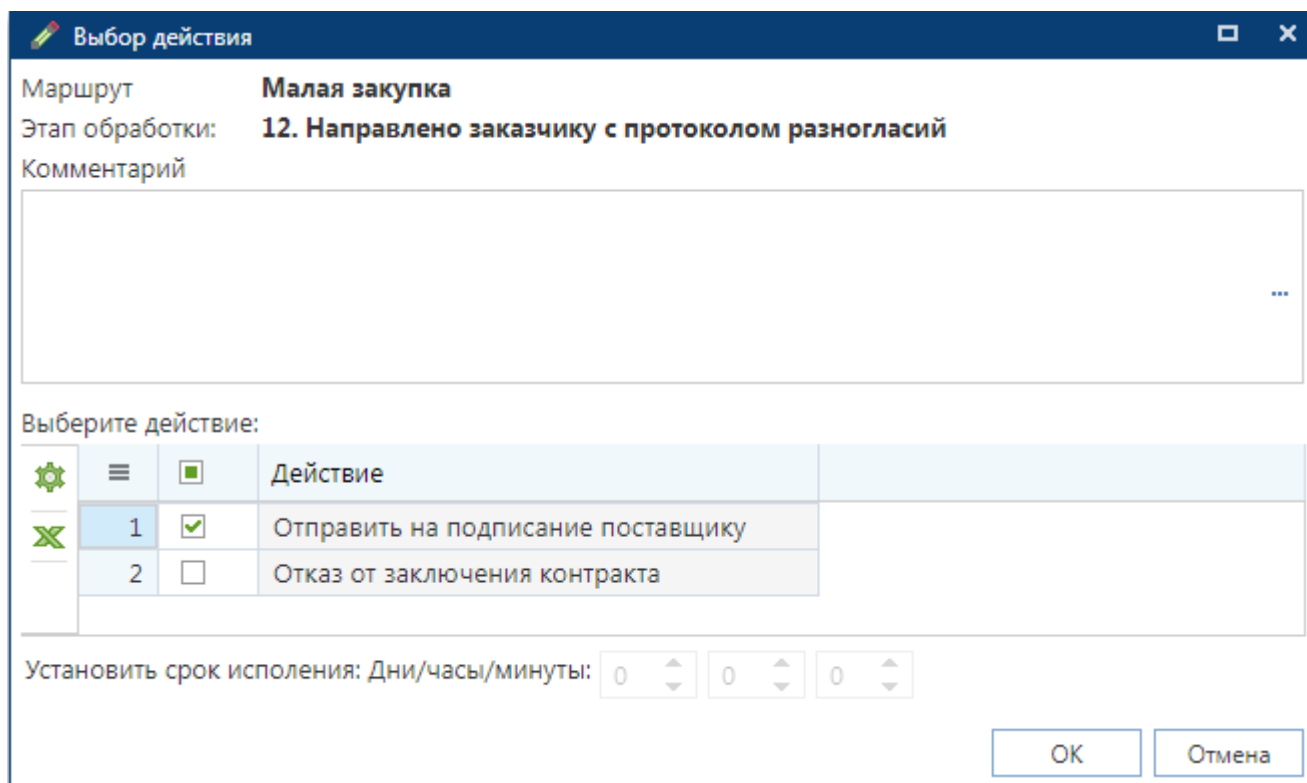 Выбор действия
Маршрут Малая закупка
Этап обработки: 12. Направлено заказчику с протоколом разногласий
Комментарий
...
Выберите действие:
Действие
1 Отправить на подписание поставщику
2 Отказ от заключения контракта
Установить срок исполения: Дни/часы/минуты: 0 0 0
ОК Отмена